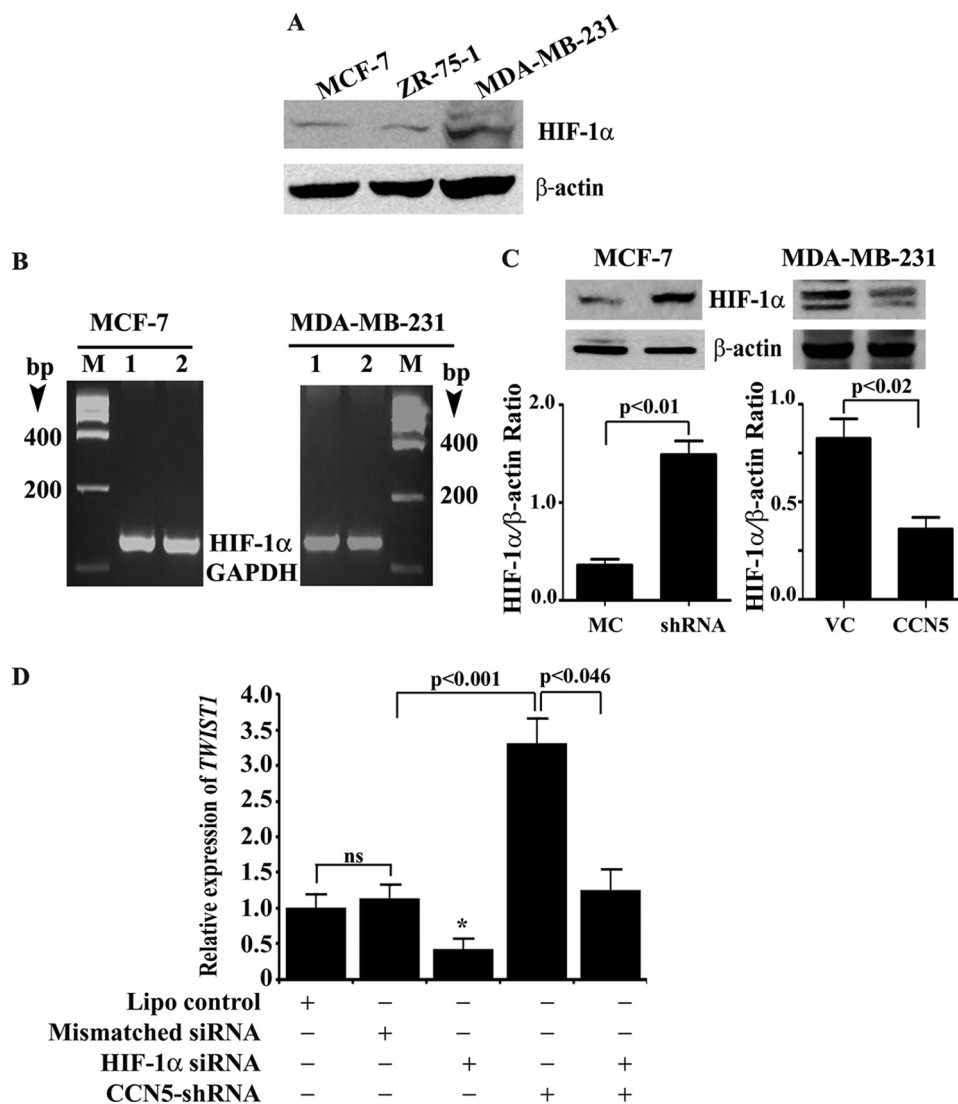 A
MCF-7 ZR-75-1 MDA-MB-231
HIF-1α
β-actin
B
MCF-7 MDA-MB-231
bp M 1 2 1 2 M bp
400 400
200 200
HIF-1α
GAPDH
C
MCF-7 MDA-MB-231
HIF-1α
β-actin
HIF-1α/β-actin Ratio
2.0
1.0
0.0
p<0.01
MC shRNA
HIF-1α/β-actin Ratio
1.0
0.5
0.0
p<0.02
VC CCN5
D
Relative expression of TWIST1
4.0
3.5
3.0
2.5
2.0
1.5
1.0
0.5
0
p<0.001 p<0.046
ns
*
Lipo control + – – – –
Mismatched siRNA – + – – –
HIF-1α siRNA – – + – +
CCN5-shRNA – – – + +